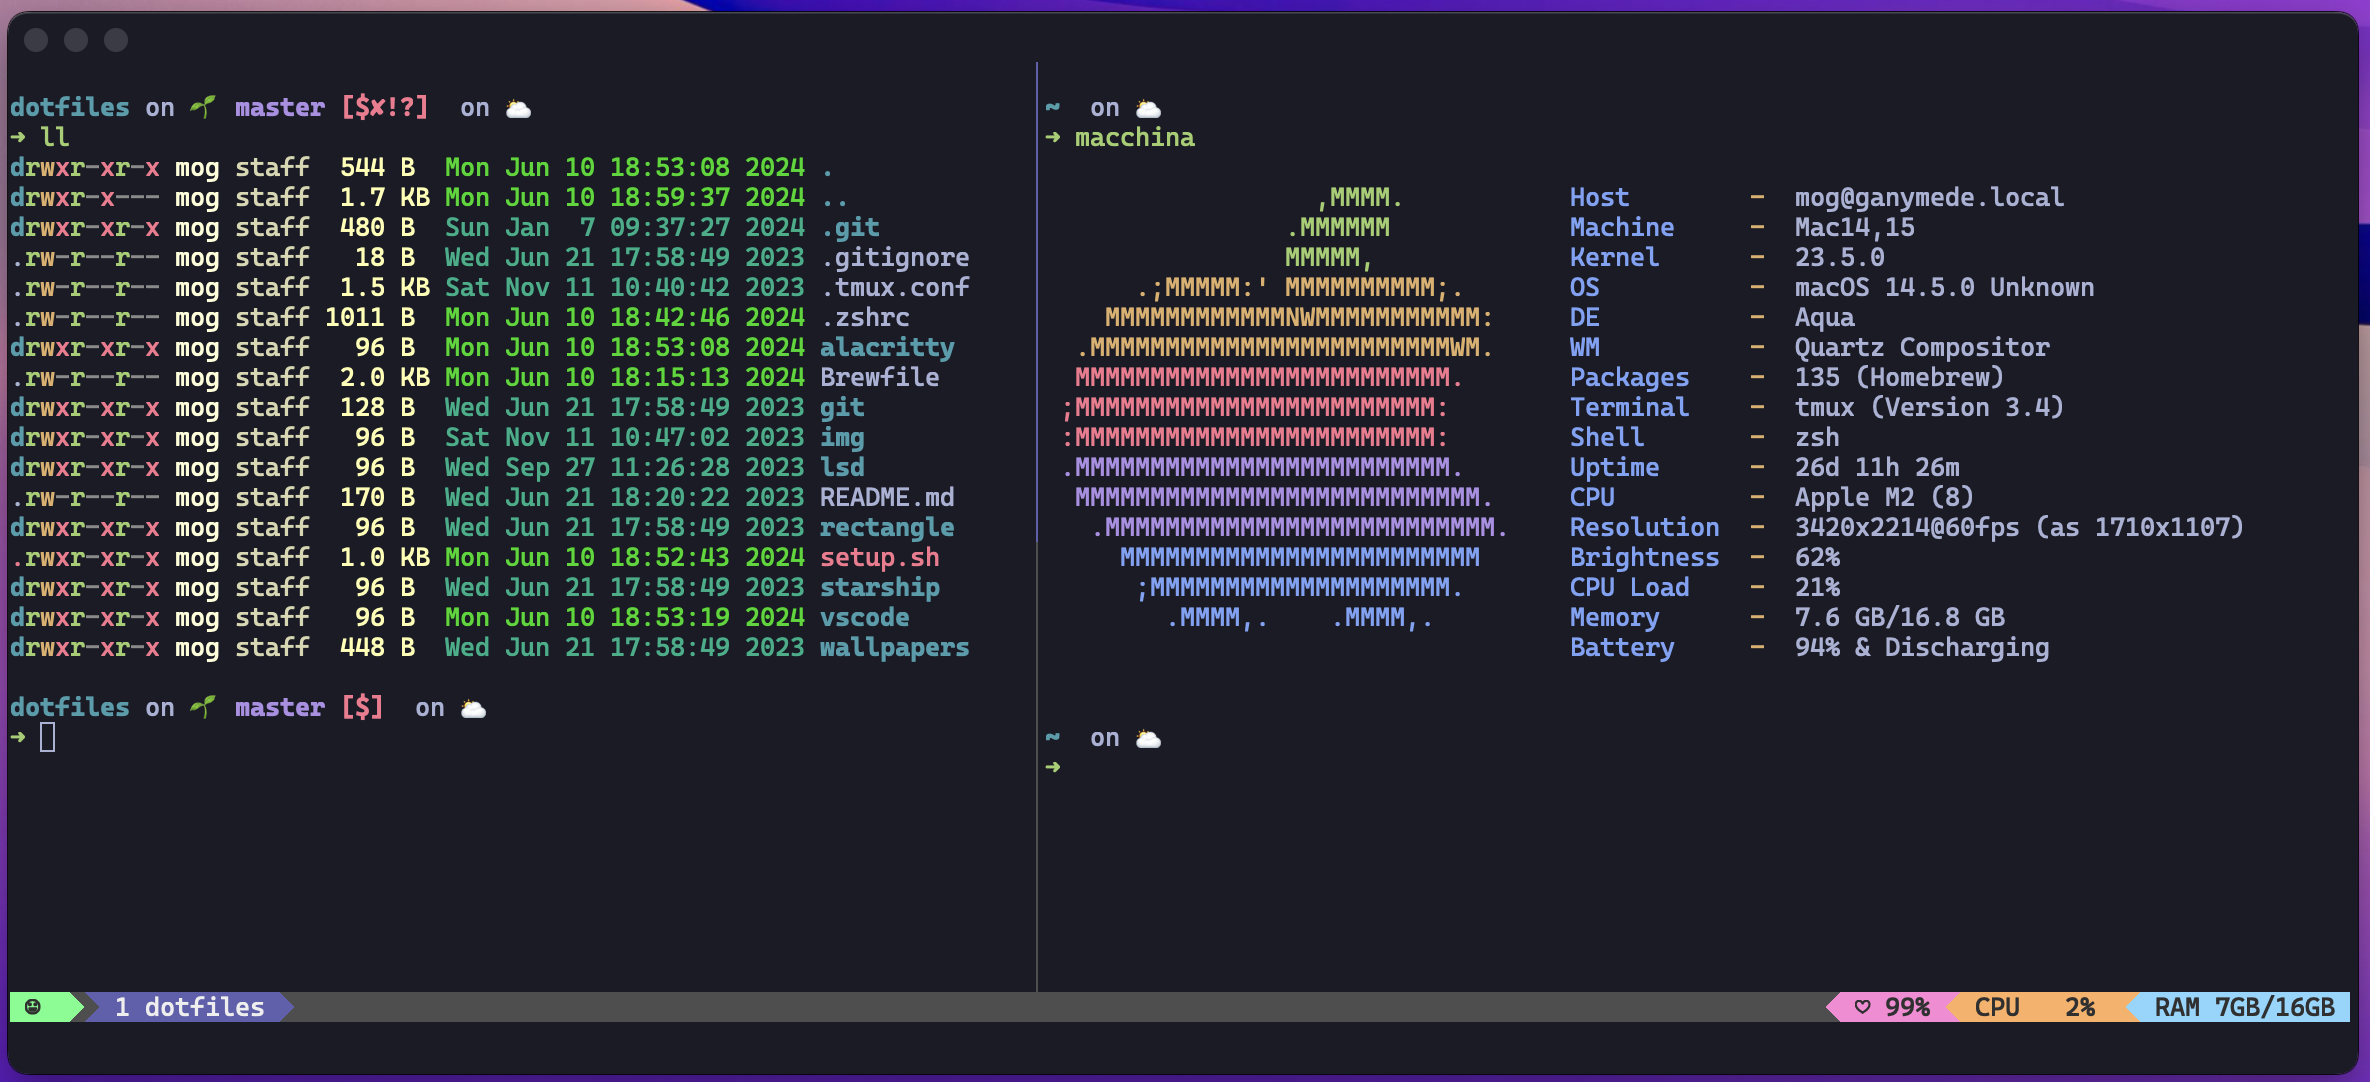 dotfiles on 🌱 master [$✘!?]  on ⛅
➜ ll
drwxr-xr-x mog staff  544 B  Mon Jun 10 18:53:08 2024 .
drwxr-x--- mog staff  1.7 KB Mon Jun 10 18:59:37 2024 ..
drwxr-xr-x mog staff  480 B  Sun Jan  7 09:37:27 2024 .git
.rw-r--r-- mog staff   18 B  Wed Jun 21 17:58:49 2023 .gitignore
.rw-r--r-- mog staff  1.5 KB Sat Nov 11 10:40:42 2023 .tmux.conf
.rw-r--r-- mog staff 1011 B  Mon Jun 10 18:42:46 2024 .zshrc
drwxr-xr-x mog staff   96 B  Mon Jun 10 18:53:08 2024 alacritty
.rw-r--r-- mog staff  2.0 KB Mon Jun 10 18:15:13 2024 Brewfile
drwxr-xr-x mog staff  128 B  Wed Jun 21 17:58:49 2023 git
drwxr-xr-x mog staff   96 B  Sat Nov 11 10:47:02 2023 img
drwxr-xr-x mog staff   96 B  Wed Sep 27 11:26:28 2023 lsd
.rw-r--r-- mog staff  170 B  Wed Jun 21 18:20:22 2023 README.md
drwxr-xr-x mog staff   96 B  Wed Jun 21 17:58:49 2023 rectangle
.rwxr-xr-x mog staff  1.0 KB Mon Jun 10 18:52:43 2024 setup.sh
drwxr-xr-x mog staff   96 B  Wed Jun 21 17:58:49 2023 starship
drwxr-xr-x mog staff   96 B  Mon Jun 10 18:53:19 2024 vscode
drwxr-xr-x mog staff  448 B  Wed Jun 21 17:58:49 2023 wallpapers
dotfiles on 🌱 master [$]  on ⛅
➜
~  on ⛅
➜ macchina
                 ,MMMM.           Host        -  mog@ganymede.local
               .MMMMMM            Machine     -  Mac14,15
               MMMMM,             Kernel      -  23.5.0
     .;MMMMM:' MMMMMMMMMM;.       OS          -  macOS 14.5.0 Unknown
   MMMMMMMMMMMMNWMMMMMMMMMMM:     DE          -  Aqua
 .MMMMMMMMMMMMMMMMMMMMMMMMWM.     WM          -  Quartz Compositor
 MMMMMMMMMMMMMMMMMMMMMMMMM.       Packages    -  135 (Homebrew)
;MMMMMMMMMMMMMMMMMMMMMMMM:        Terminal    -  tmux (Version 3.4)
:MMMMMMMMMMMMMMMMMMMMMMMM:        Shell       -  zsh
.MMMMMMMMMMMMMMMMMMMMMMMMM.       Uptime      -  26d 11h 26m
 MMMMMMMMMMMMMMMMMMMMMMMMMMM.     CPU         -  Apple M2 (8)
  .MMMMMMMMMMMMMMMMMMMMMMMMMM.    Resolution  -  3420x2214@60fps (as 1710x1107)
    MMMMMMMMMMMMMMMMMMMMMMMM      Brightness  -  62%
     ;MMMMMMMMMMMMMMMMMMMM.       CPU Load    -  21%
       .MMMM,.    .MMMM,.         Memory      -  7.6 GB/16.8 GB
                                  Battery     -  94% & Discharging
~  on ⛅
➜
1 dotfiles
♡ 99% CPU   2% RAM 7GB/16GB